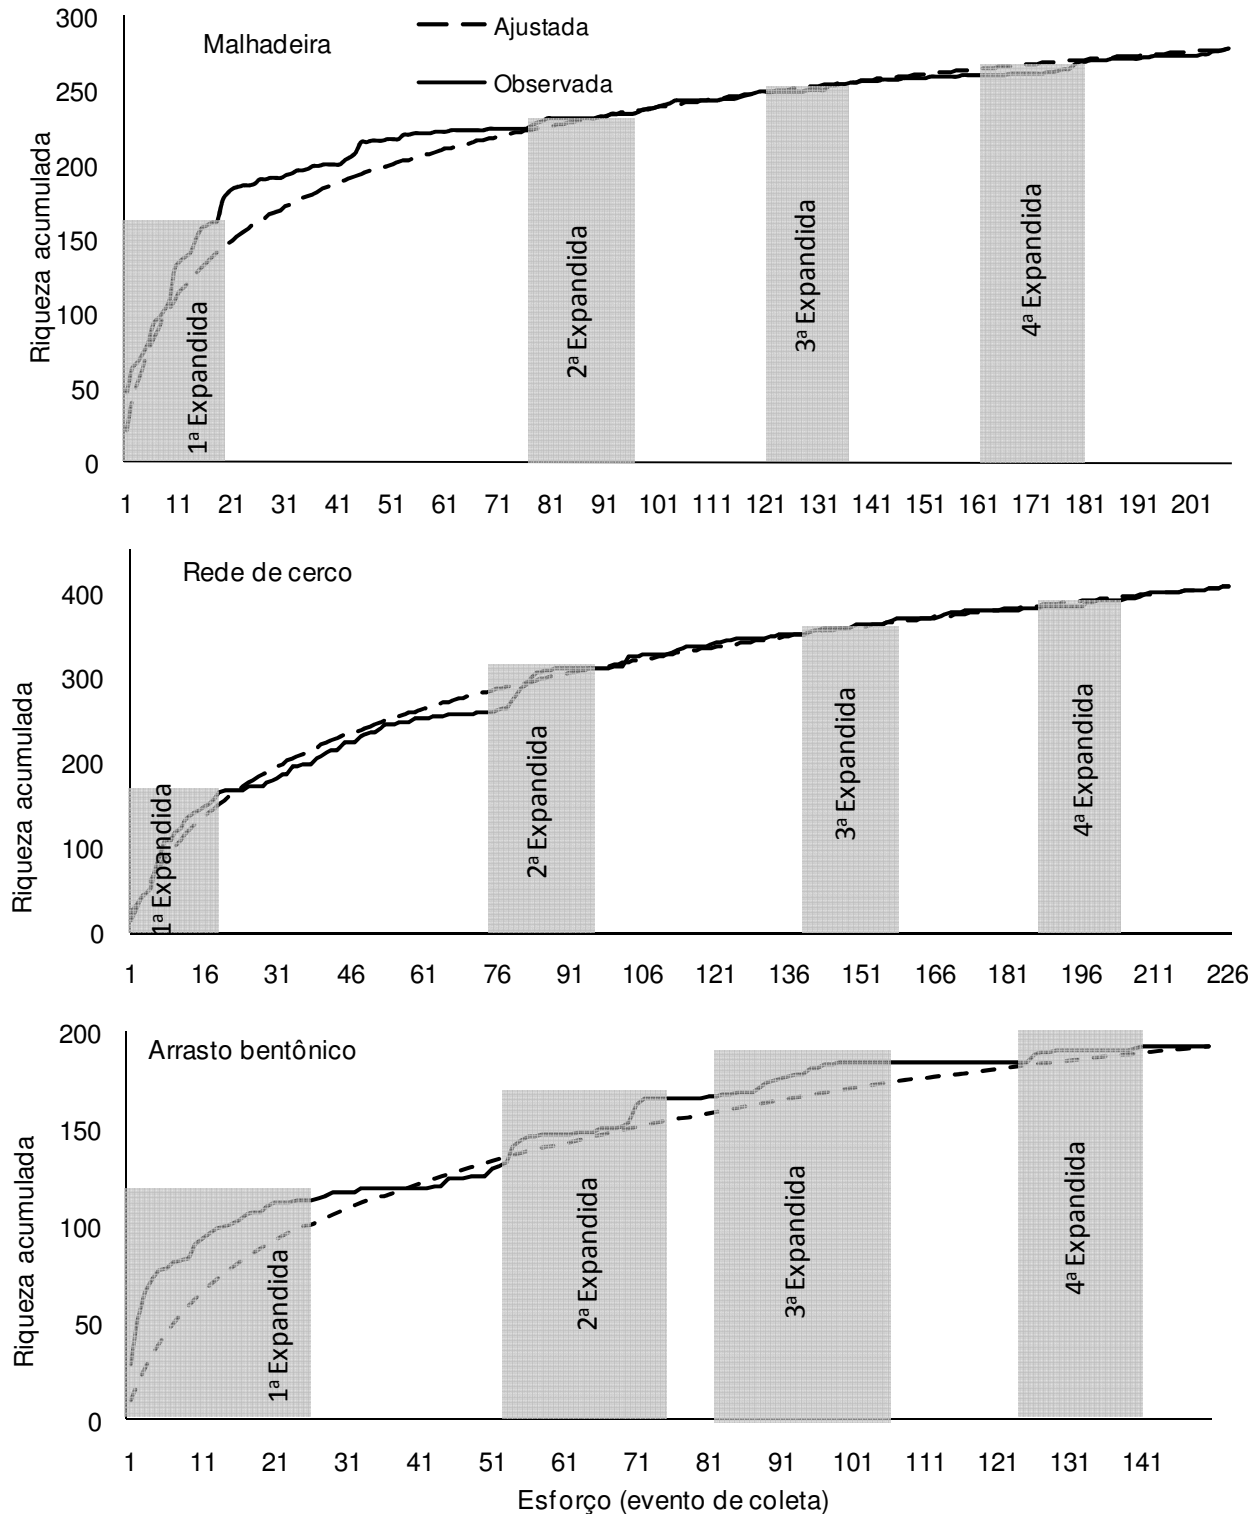 300
250
200
150
100
50
0
Riqueza acumulada
Malhadeira
Ajustada
Observada
1ª Expandida
2ª Expandida
3ª Expandida
4ª Expandida
1 11 21 31 41 51 61 71 81 91 101 111 121 131 141 151 161 171 181 191 201
400
300
200
100
0
Riqueza acumulada
Rede de cerco
1ª Expandida
2ª Expandida
3ª Expandida
4ª Expandida
1 16 31 46 61 76 91 106 121 136 151 166 181 196 211 226
200
150
100
50
0
Riqueza acumulada
Arrasto bentônico
1ª Expandida
2ª Expandida
3ª Expandida
4ª Expandida
1 11 21 31 41 51 61 71 81 91 101 111 121 131 141
Esforço (evento de coleta)